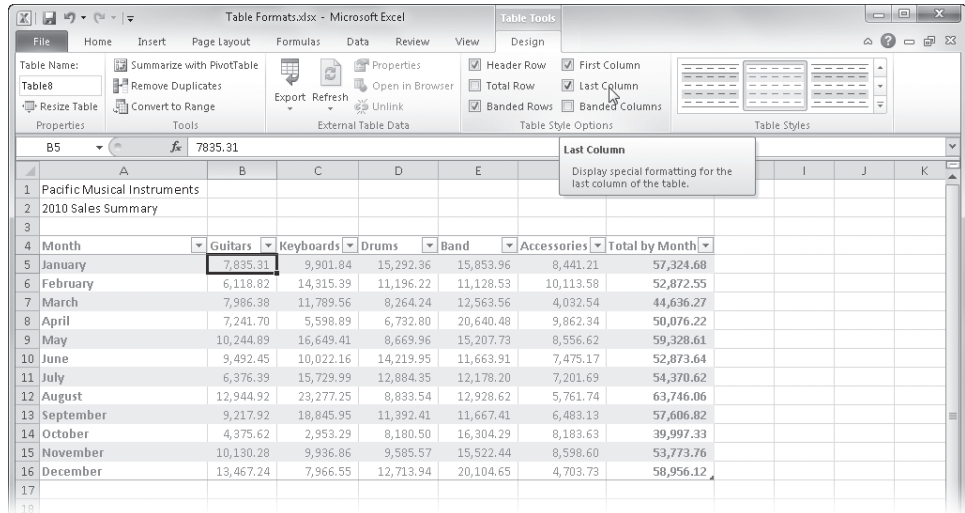 Table Formats.xlsx - Microsoft Excel
Table Tools
File Home Insert Page Layout Formulas Data Review View Design
Table Name: Summarize with PivotTable Properties Header Row First Column
Table8 Remove Duplicates Export Refresh Open in Browser Total Row Last Column
Resize Table Convert to Range Unlink Banded Rows Banded Columns
Properties Tools External Table Data Table Style Options Table Styles
B5 fx 7835.31
Last Column
Display special formatting for the
last column of the table.
A B C D E I J K
1 Pacific Musical Instruments
2 2010 Sales Summary
3
4 Month Guitars Keyboards Drums Band Accessories Total by Month
5 January 7,835.31 9,901.84 15,292.36 15,853.96 8,441.21 57,324.68
6 February 6,118.82 14,315.39 11,196.22 11,128.53 10,113.58 52,872.55
7 March 7,986.38 11,789.56 8,264.24 12,563.56 4,032.54 44,636.27
8 April 7,241.70 5,598.89 6,732.80 20,640.48 9,862.34 50,076.22
9 May 10,244.89 16,649.41 8,669.96 15,207.73 8,556.62 59,328.61
10 June 9,492.45 10,022.16 14,219.95 11,663.91 7,475.17 52,873.64
11 July 6,376.39 15,729.99 12,884.35 12,178.20 7,201.69 54,370.62
12 August 12,944.92 23,277.25 8,833.54 12,928.62 5,761.74 63,746.06
13 September 9,217.92 18,845.95 11,392.41 11,667.41 6,483.13 57,606.82
14 October 4,375.62 2,953.29 8,180.50 16,304.29 8,183.63 39,997.33
15 November 10,130.28 9,936.86 9,585.57 15,522.44 8,598.60 53,773.76
16 December 13,467.24 7,966.55 12,713.94 20,104.65 4,703.73 58,956.12
17
18